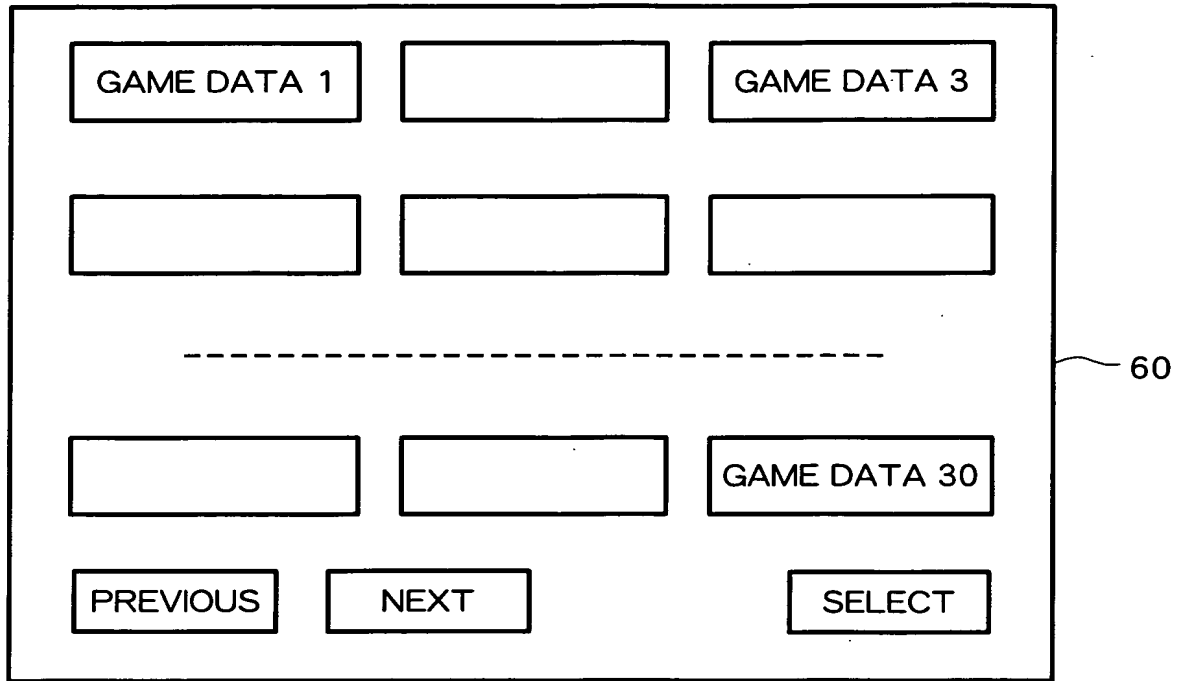 GAME DATA 1
GAME DATA 3
60
GAME DATA 30
PREVIOUS
NEXT
SELECT